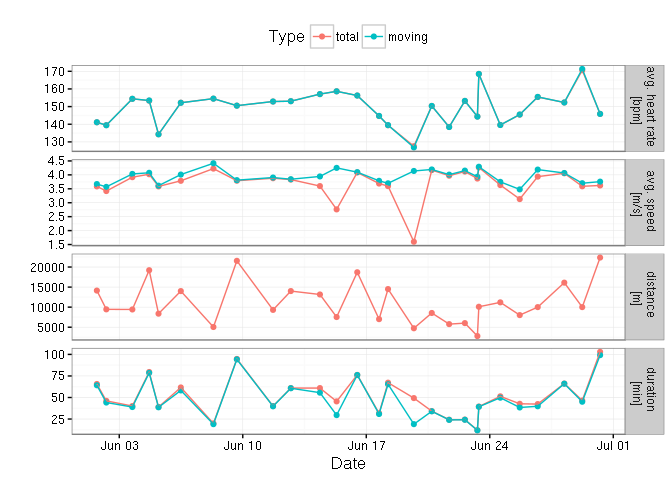 Type total moving
170
160
150
140
130
avg. heart rate
[bpm]
4.5
4.0
3.5
3.0
2.5
2.0
1.5
avg. speed
[m/s]
20000
15000
10000
5000
distance
[m]
100
75
50
25
duration
[min]
Jun 03 Jun 10 Jun 17 Jun 24 Jul 01
Date